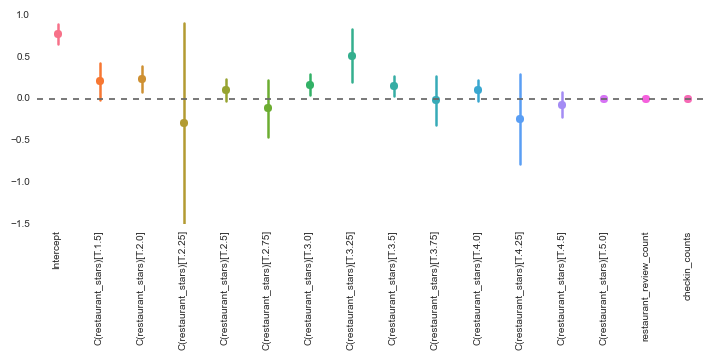 1.0
0.5
0.0
−0.5
−1.0
−1.5
Intercept
C(restaurant_stars)[T.1.5]
C(restaurant_stars)[T.2.0]
C(restaurant_stars)[T.2.25]
C(restaurant_stars)[T.2.5]
C(restaurant_stars)[T.2.75]
C(restaurant_stars)[T.3.0]
C(restaurant_stars)[T.3.25]
C(restaurant_stars)[T.3.5]
C(restaurant_stars)[T.3.75]
C(restaurant_stars)[T.4.0]
C(restaurant_stars)[T.4.25]
C(restaurant_stars)[T.4.5]
C(restaurant_stars)[T.5.0]
restaurant_review_count
checkin_counts